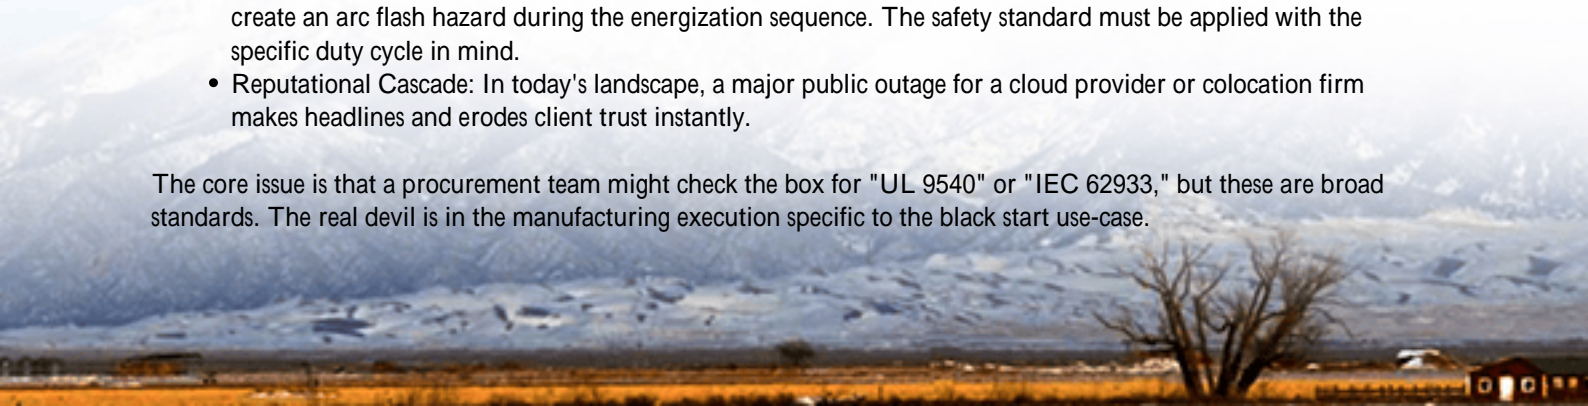 create an arc flash hazard during the energization sequence. The safety standard must be applied with the
specific duty cycle in mind.
• Reputational Cascade: In today's landscape, a major public outage for a cloud provider or colocation firm
makes headlines and erodes client trust instantly.
The core issue is that a procurement team might check the box for "UL 9540" or "IEC 62933," but these are broad
standards. The real devil is in the manufacturing execution specific to the black start use-case.